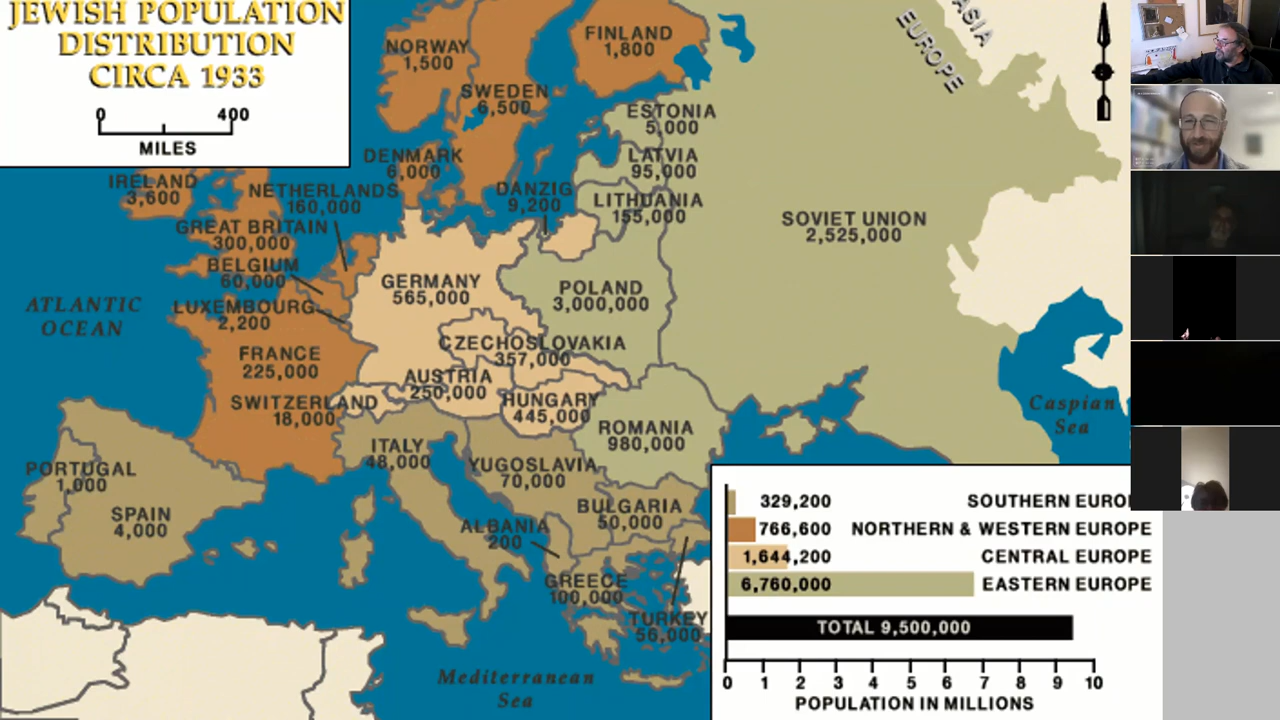 JEWISH POPULATION
DISTRIBUTION
CIRCA 1933
0 400
MILES
EUROPE
ASIA
NORWAY
1,500
SWEDEN
6,500
FINLAND
1,800
ESTONIA
5,000
LATVIA
95,000
LITHUANIA
155,000
DENMARK
6,000
DANZIG
9,200
IRELAND
3,600
NETHERLANDS
160,000
GREAT BRITAIN
300,000
BELGIUM
60,000
LUXEMBOURG
2,200
SOVIET UNION
2,525,000
GERMANY
565,000
POLAND
3,000,000
ATLANTIC
OCEAN
FRANCE
225,000
CZECHOSLOVAKIA
357,000
AUSTRIA
250,000
SWITZERLAND
18,000
HUNGARY
445,000
ROMANIA
980,000
Caspian
Sea
ITALY
48,000
YUGOSLAVIA
70,000
PORTUGAL
1,000
SPAIN
4,000
BULGARIA
50,000
ALBANIA
200
GREECE
100,000
TURKEY
56,000
Mediterranean
Sea
329,200 SOUTHERN EURO
766,600 NORTHERN & WESTERN EUROPE
1,644,200 CENTRAL EUROPE
6,760,000 EASTERN EUROPE
TOTAL 9,500,000
0 1 2 3 4 5 6 7 8 9 10
POPULATION IN MILLIONS